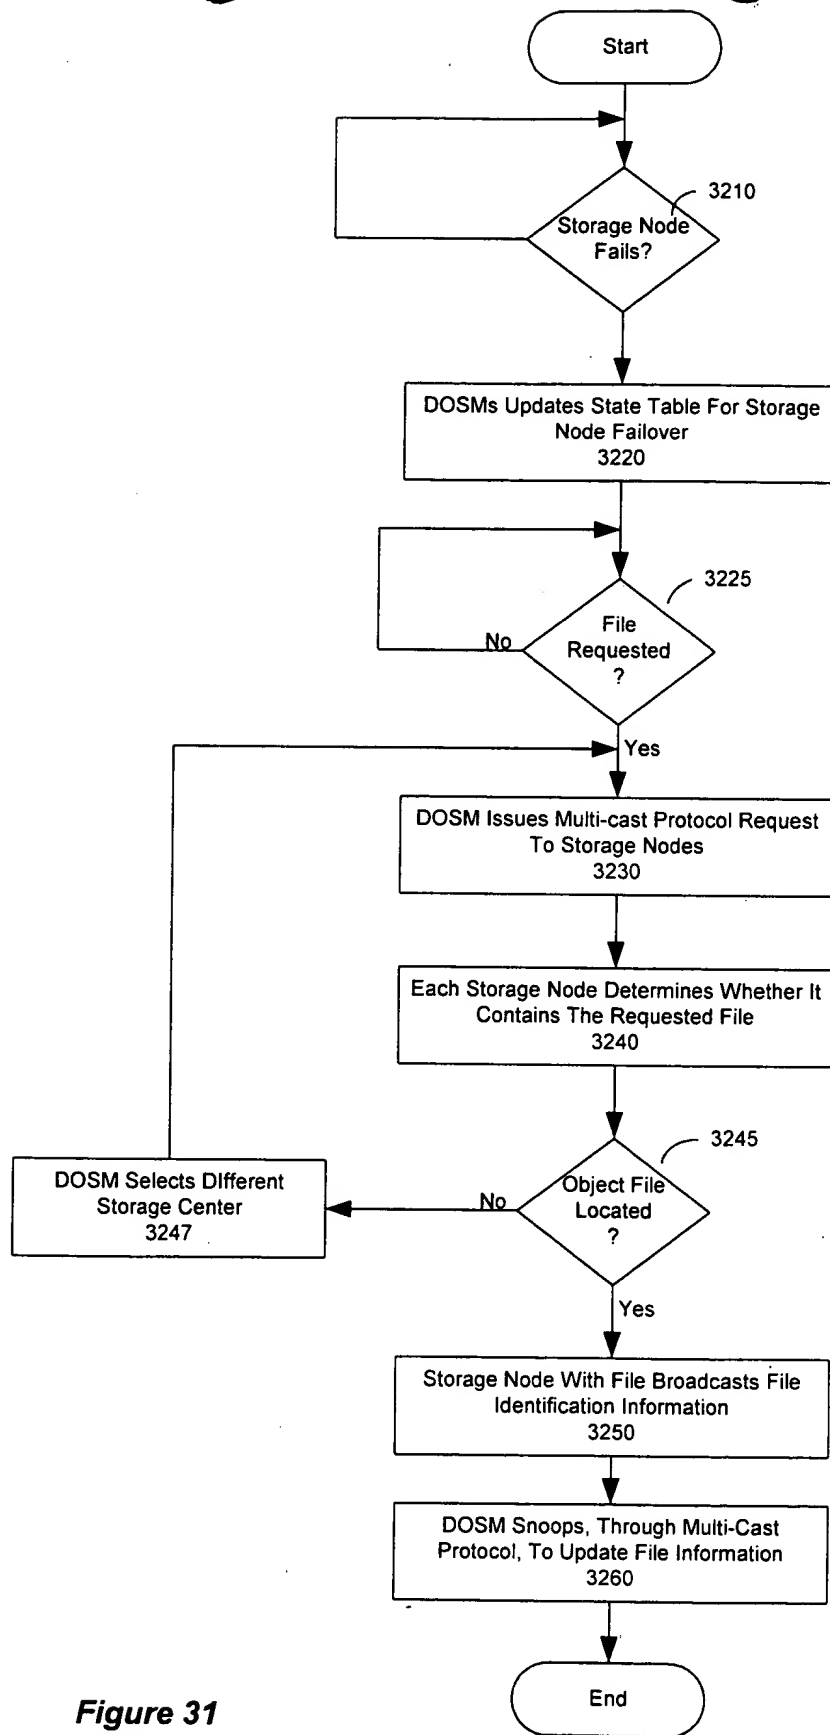 Start
3210
Storage Node
Fails?
DOSMs Updates State Table For Storage
Node Failover
3220
3225
File
Requested
?
No
Yes
DOSM Issues Multi-cast Protocol Request
To Storage Nodes
3230
Each Storage Node Determines Whether It
Contains The Requested File
3240
3245
Object File
Located
?
No
DOSM Selects DIfferent
Storage Center
3247
Yes
Storage Node With File Broadcasts File
Identification Information
3250
DOSM Snoops, Through Multi-Cast
Protocol, To Update File Information
3260
End
Figure 31